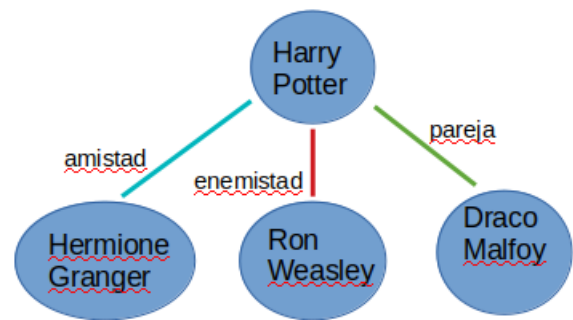 Harry
Potter
amistad
enemistad
pareja
Hermione
Granger
Ron
Weasley
Draco
Malfoy